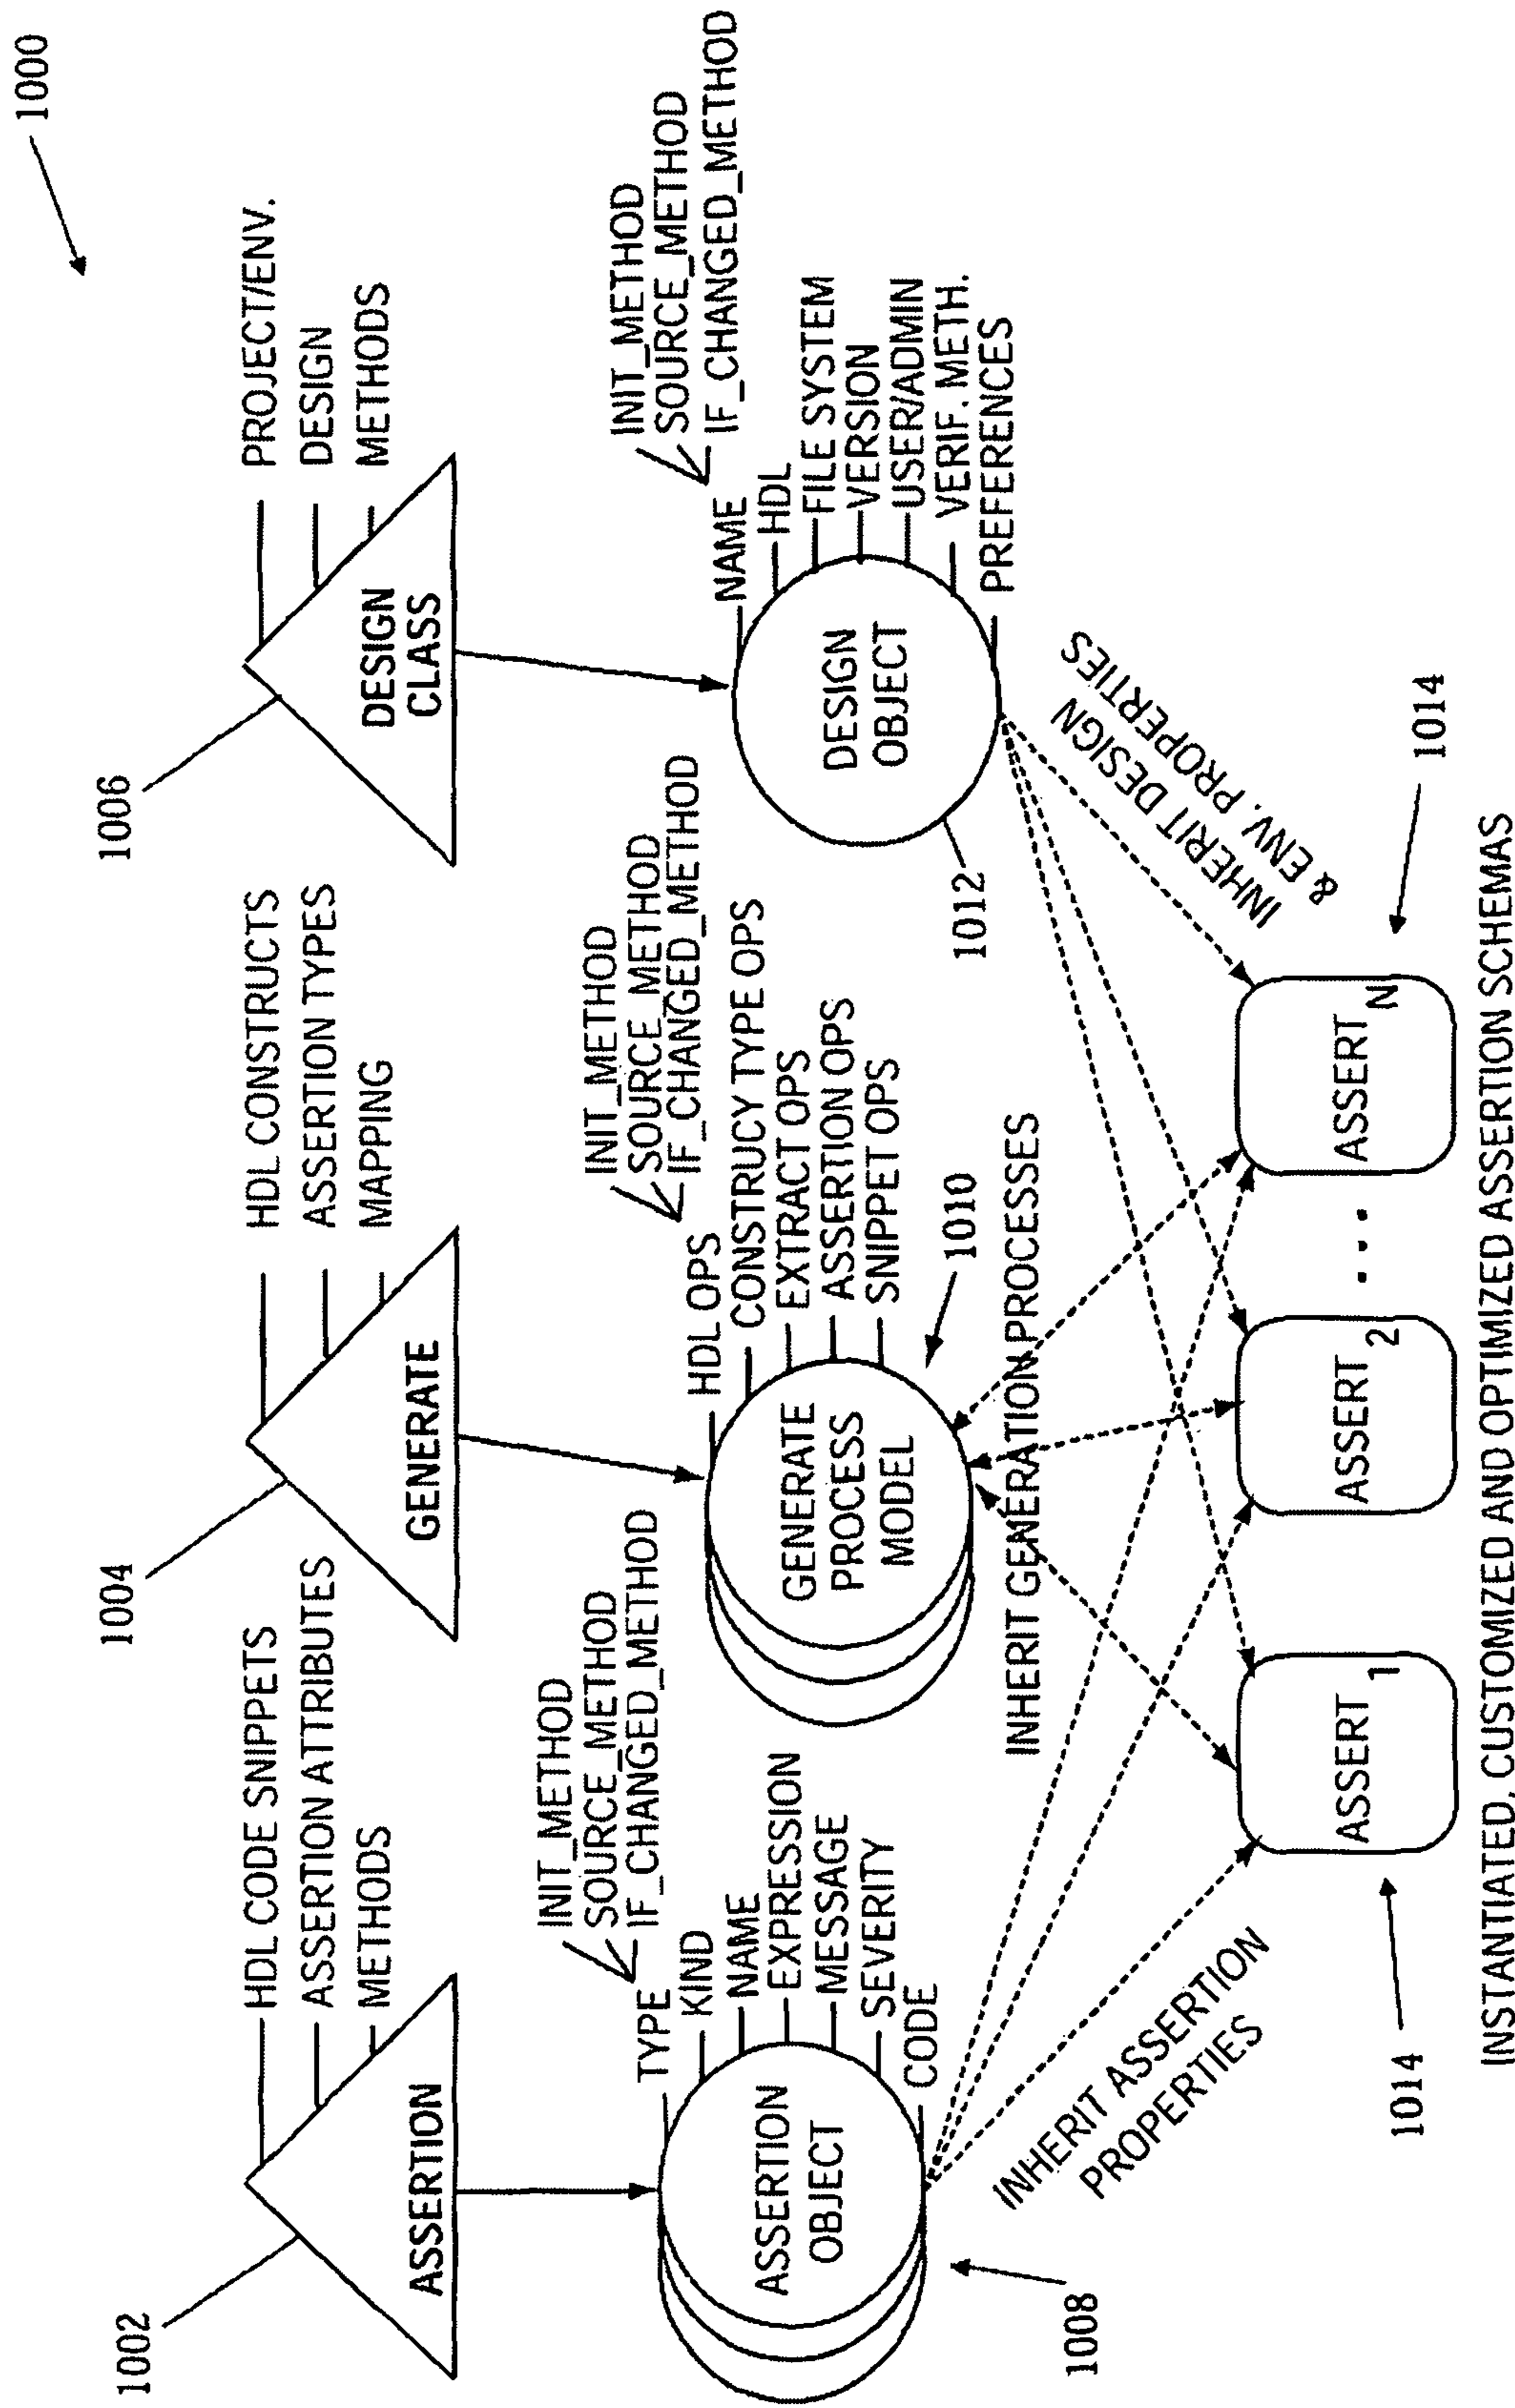 1000
1002
HDL CODE SNIPPETS
ASSERTION ATTRIBUTES
METHODS
ASSERTION
1004
HDL CONSTRUCTS
ASSERTION TYPES
MAPPING
GENERATE
1006
PROJECT/ENV.
DESIGN
METHODS
DESIGN
CLASS
INIT_METHOD
SOURCE_METHOD
IF_CHANGED_METHOD
TYPE
KIND
NAME
EXPRESSION
MESSAGE
SEVERITY
CODE
ASSERTION
OBJECT
1008
INIT_METHOD
SOURCE_METHOD
IF_CHANGED_METHOD
HDL OPS
CONSTRUCY TYPE OPS
EXTRACT OPS
ASSERTION OPS
SNIPPET OPS
GENERATE
PROCESS
MODEL
1010
INIT_METHOD
SOURCE_METHOD
IF_CHANGED_METHOD
NAME
HDL
FILE SYSTEM
VERSION
USER/ADMIN
VERIF. METH.
PREFERENCES
DESIGN
OBJECT
1012
INHERIT ASSERTION
PROPERTIES
INHERIT GENERATION PROCESSES
INHERIT DESIGN
& ENV. PROPERTIES
1014
ASSERT 1
ASSERT 2
...
ASSERT N
1014
INSTANTIATED, CUSTOMIZED AND OPTIMIZED ASSERTION SCHEMAS